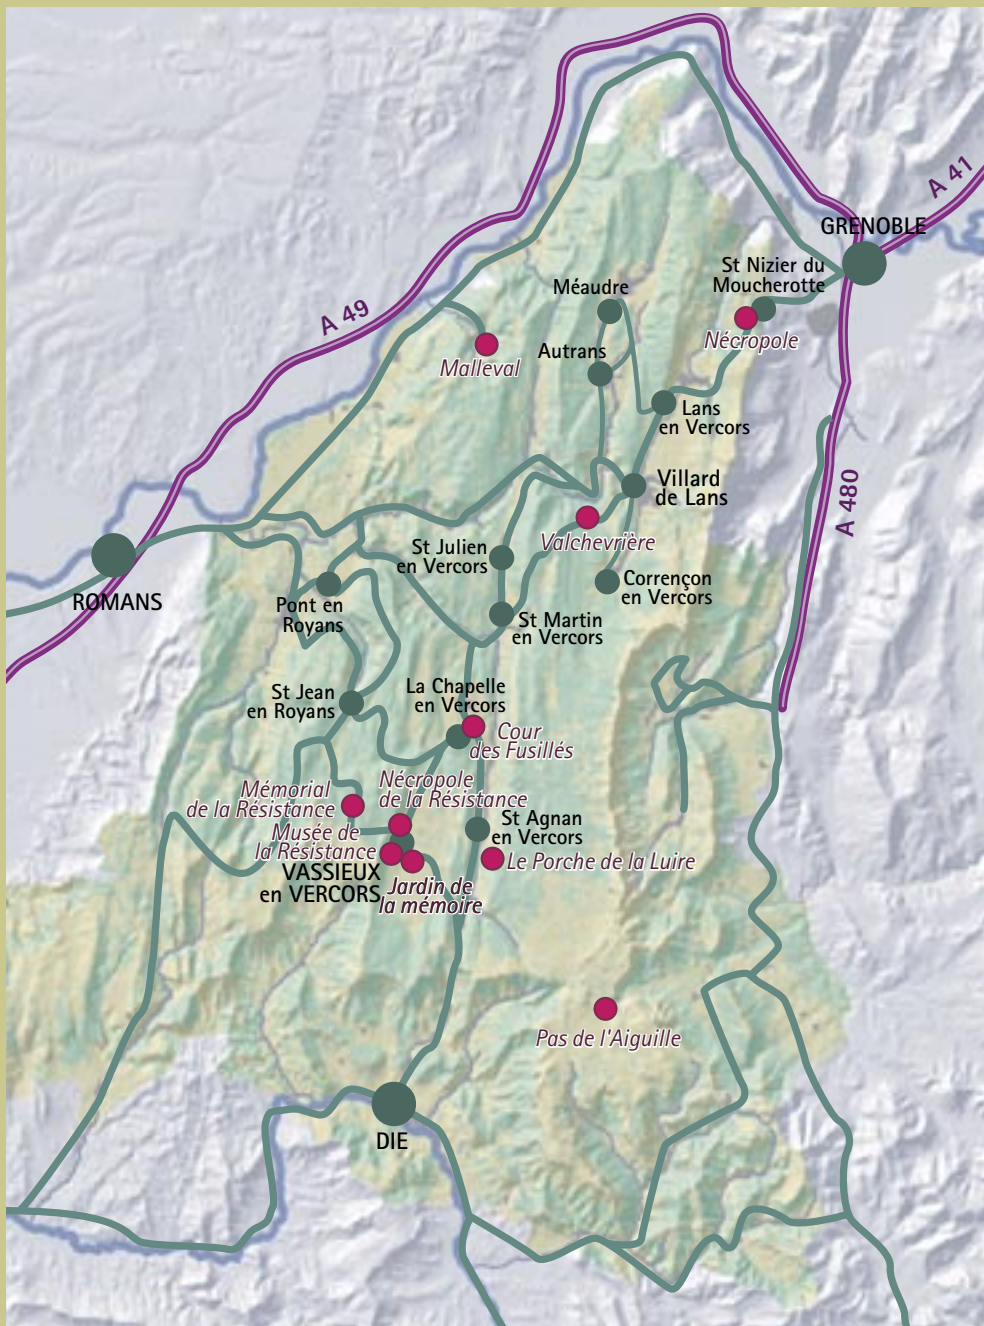 A 41
GRENOBLE
St Nizier du
Moucherotte
Nécropole
Méaudre
A 49
Malleval
Autrans
Lans
en Vercors
Villard
de Lans
A 480
Valchevrière
St Julien
en Vercors
ROMANS
Pont en
Royans
Corrençon
en Vercors
St Martin
en Vercors
St Jean
en Royans
La Chapelle
en Vercors
Cour
des Fusillés
Mémorial
de la Résistance
Nécropole
de la Résistance
Musée de
la Résistance
St Agnan
en Vercors
Le Porche de la Luire
VASSIEUX
en VERCORS
Jardin de
la mémoire
Pas de l'Aiguille
DIE